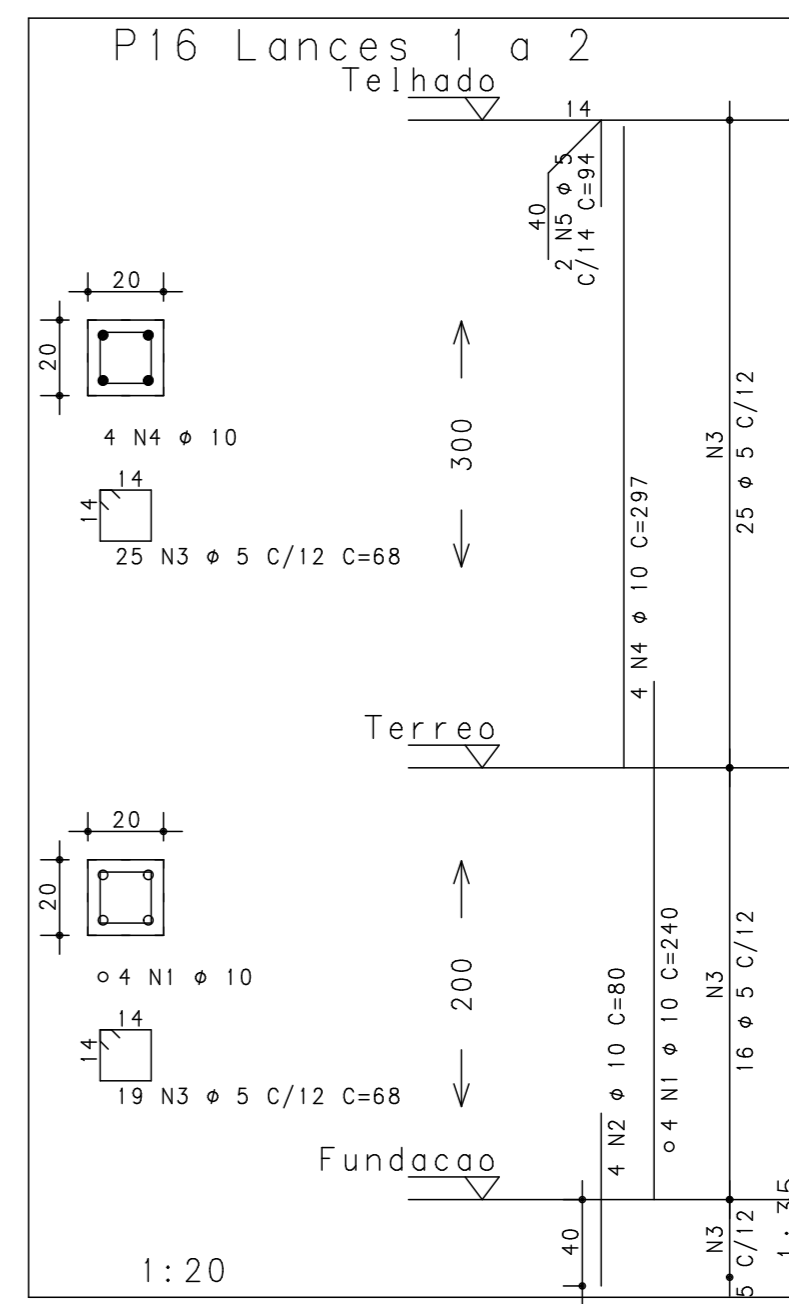 P16 Lances 1 a 2
Telhado
14
40
2 N5 φ 5
C/14 C=94
20
20
4 N4 φ 10
14
14
25 N3 φ 5 C/12 C=68
300
4 N4 φ 10 C=297
N3
25 φ 5 C/12
Terreo
20
20
4 N1 φ 10
14
14
19 N3 φ 5 C/12 C=68
200
4 N2 φ 10 C=80
4 N1 φ 10 C=240
N3
16 φ 5 C/12
Fundacao
40
N3
5 C/12
1:20